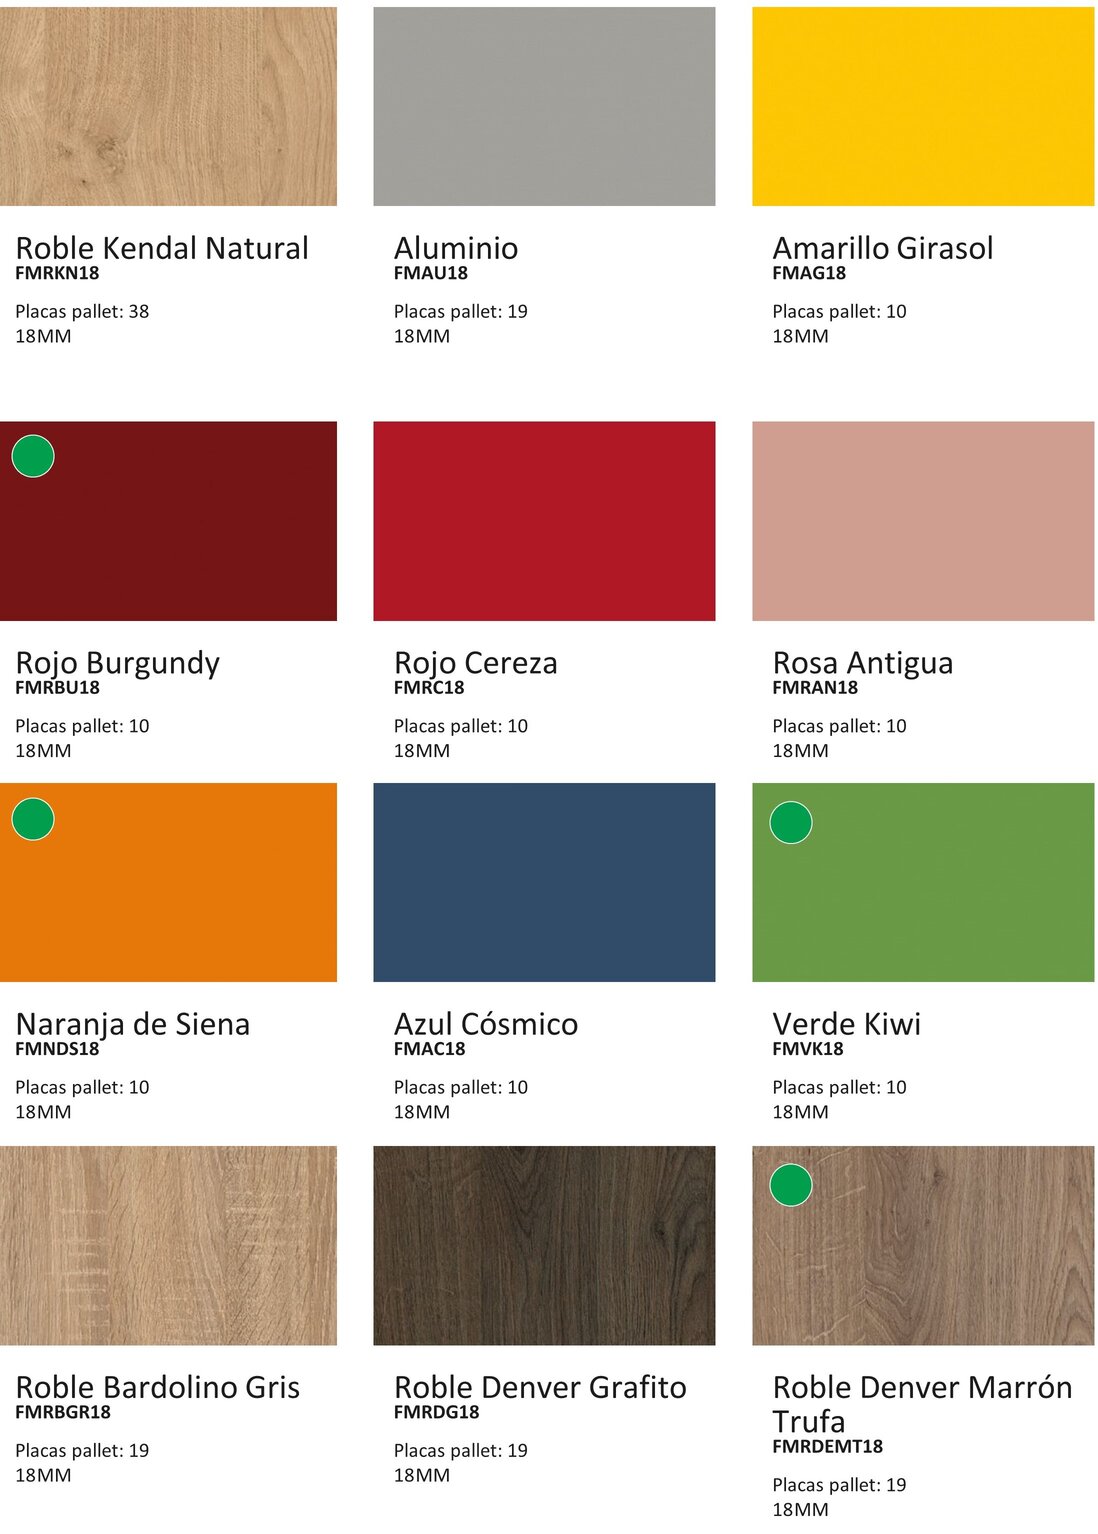 Roble Kendal Natural
FMRKN18
Placas pallet: 38
18MM
Aluminio
FMAU18
Placas pallet: 19
18MM
Amarillo Girasol
FMAG18
Placas pallet: 10
18MM
Rojo Burgundy
FMRBU18
Placas pallet: 10
18MM
Rojo Cereza
FMRC18
Placas pallet: 10
18MM
Rosa Antigua
FMRAN18
Placas pallet: 10
18MM
Naranja de Siena
FMNDS18
Placas pallet: 10
18MM
Azul Cósmico
FMAC18
Placas pallet: 10
18MM
Verde Kiwi
FMVK18
Placas pallet: 10
18MM
Roble Bardolino Gris
FMRBGR18
Placas pallet: 19
18MM
Roble Denver Grafito
FMRDG18
Placas pallet: 19
18MM
Roble Denver Marrón
Trufa
FMRDEMT18
Placas pallet: 19
18MM